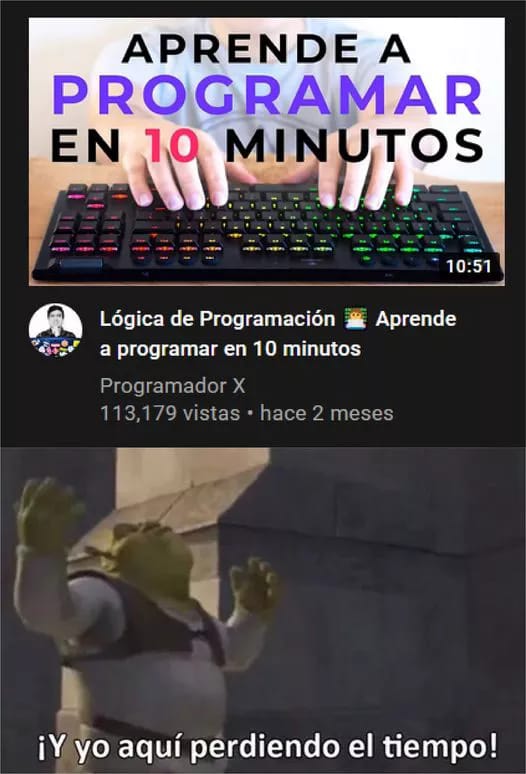 APRENDE A
PROGRAMAR
EN 10 MINUTOS
10:51
Lógica de Programación 👨‍💻 Aprende
a programar en 10 minutos
Programador X
113,179 vistas • hace 2 meses
¡Y yo aquí perdiendo el tiempo!